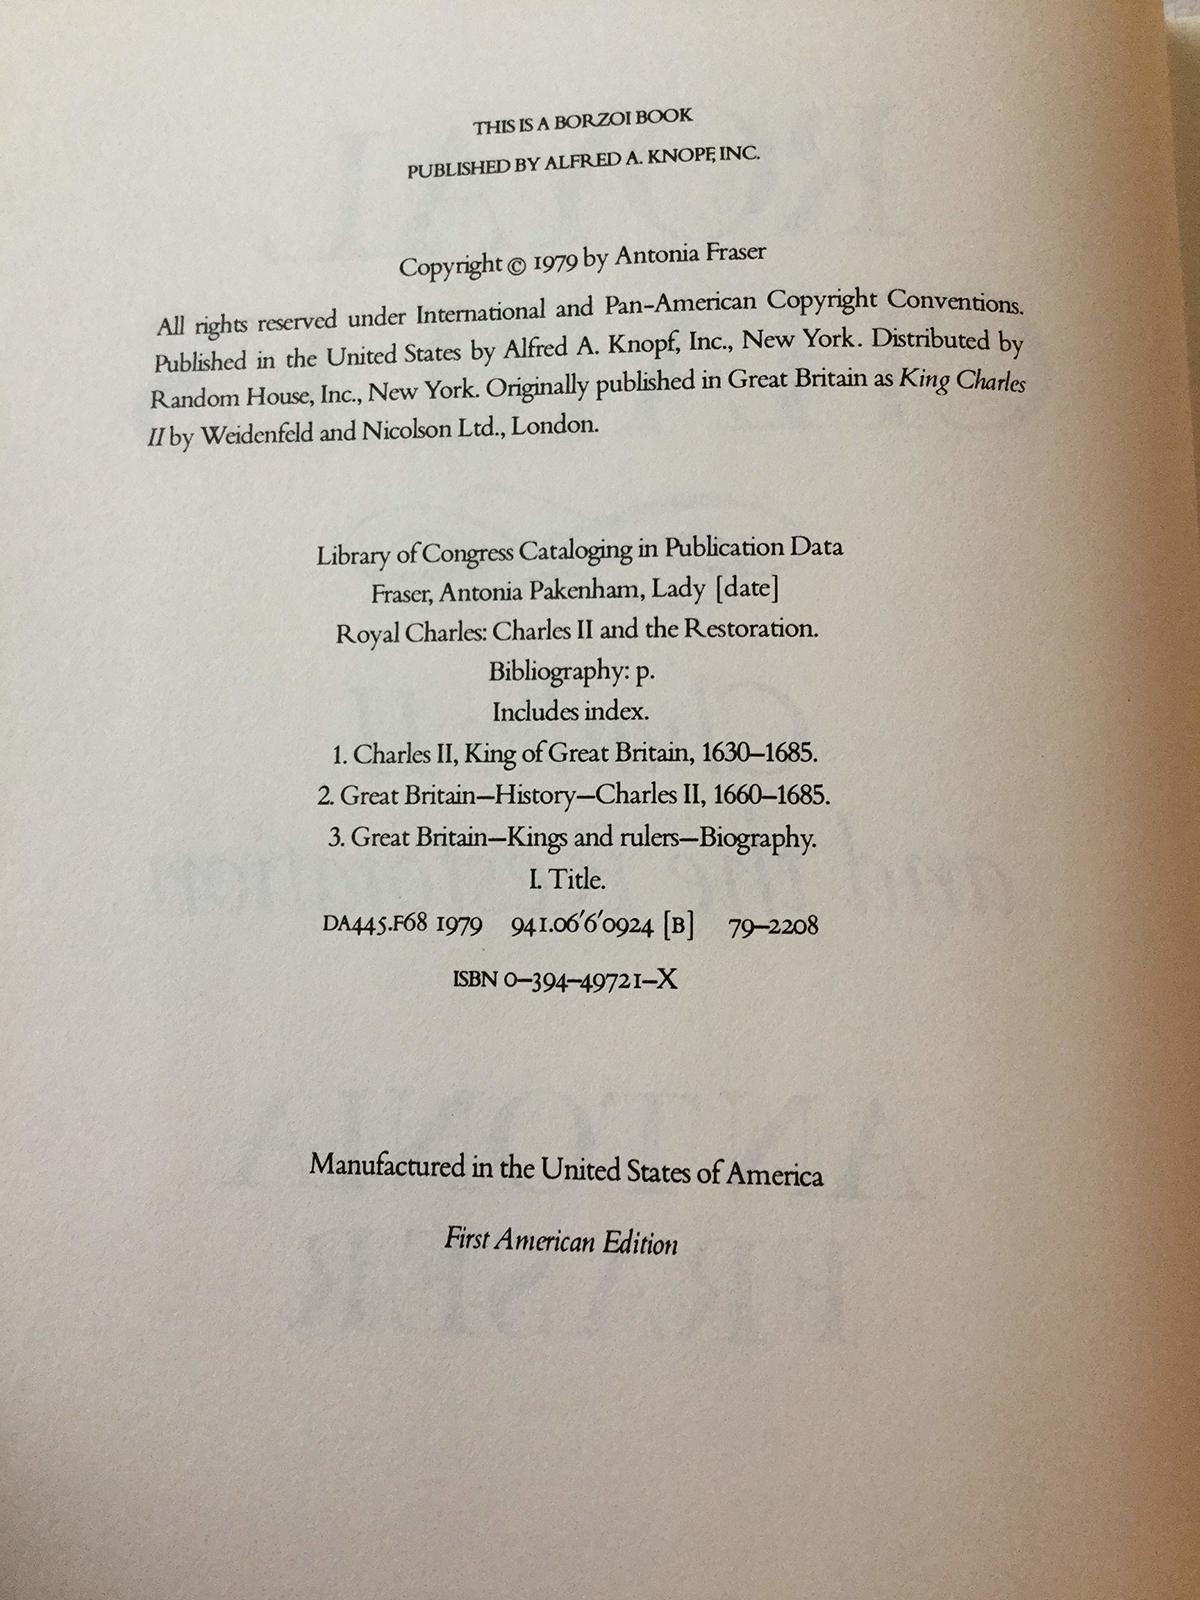 THIS IS A BORZOI BOOK
PUBLISHED BY ALFRED A. KNOPF, INC.
Copyright © 1979 by Antonia Fraser
All rights reserved under International and Pan-American Copyright Conventions.
Published in the United States by Alfred A. Knopf, Inc., New York. Distributed by
Random House, Inc., New York. Originally published in Great Britain as King Charles
II by Weidenfeld and Nicolson Ltd., London.
Library of Congress Cataloging in Publication Data
Fraser, Antonia Pakenham, Lady [date]
Royal Charles: Charles II and the Restoration.
Bibliography: p.
Includes index.
1. Charles II, King of Great Britain, 1630–1685.
2. Great Britain—History—Charles II, 1660–1685.
3. Great Britain—Kings and rulers—Biography.
I. Title.
DA445.F68 1979 941.06′6′0924 [B] 79–2208
ISBN 0–394–49721–X
Manufactured in the United States of America
First American Edition